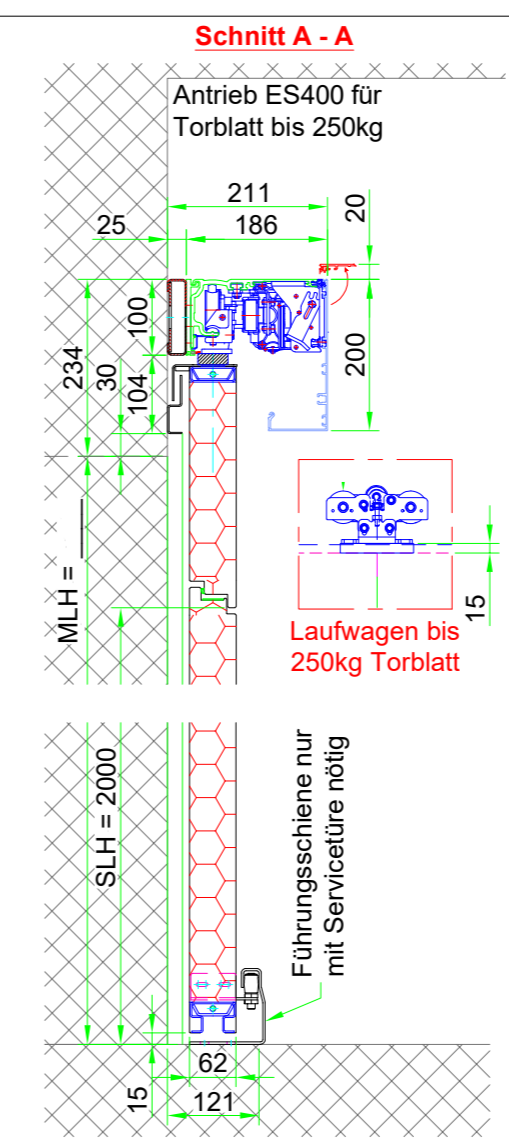 Schnitt A - A
Antrieb ES400 für
Torblatt bis 250kg
211
25
186
20
100
234
30
104
200
MLH =
15
Laufwagen bis
250kg Torblatt
SLH = 2000
Führungsschiene nur
mit Servicetüre nötig
62
15
121